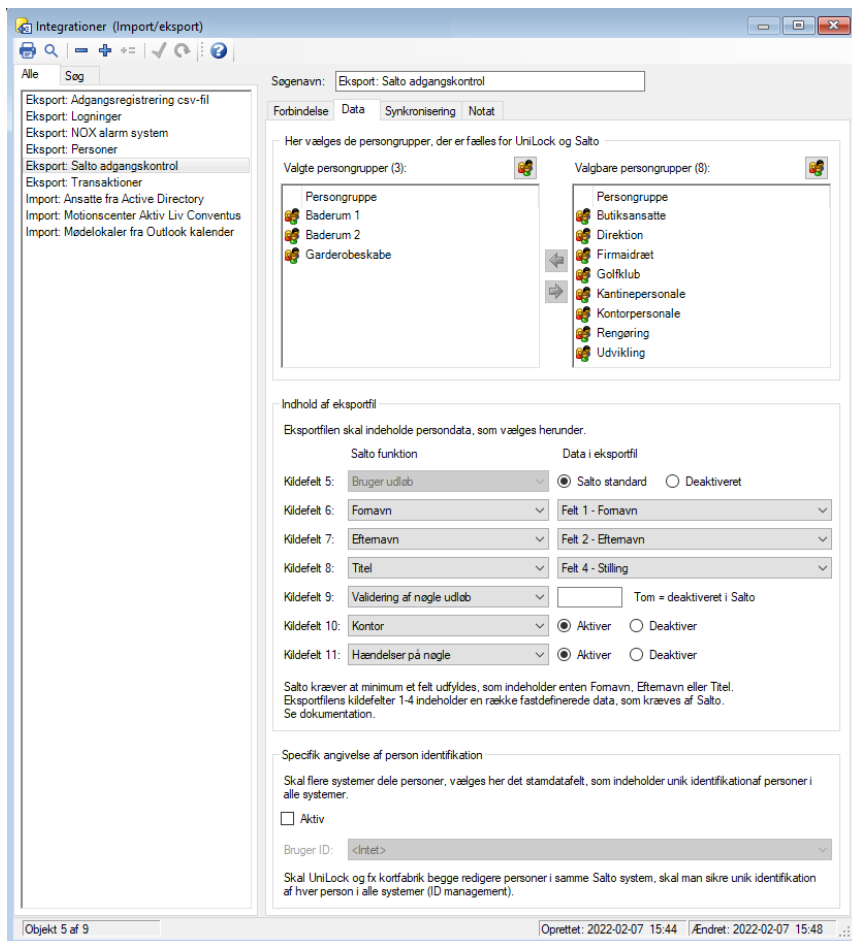 Integrationer (Import/eksport)
Alle
Søg
Eksport: Adgangsregistrering csv-fil
Eksport: Logninger
Eksport: NOX alarm system
Eksport: Personer
Eksport: Salto adgangskontrol
Eksport: Transaktioner
Import: Ansatte fra Active Directory
Import: Motionscenter Aktiv Liv Conventus
Import: Mødelokaler fra Outlook kalender
Søgenavn: Eksport: Salto adgangskontrol
Forbindelse Data Synkronisering Notat
Her vælges de persongrupper, der er fælles for UniLock og Salto
Valgte persongrupper (3):
Persongruppe
Baderum 1
Baderum 2
Garderobeskabe
Valgbare persongrupper (8):
Persongruppe
Butiksansatte
Direktion
Firmaidræt
Golfklub
Kantinepersonale
Kontorpersonale
Rengøring
Udvikling
Indhold af eksportfil
Eksportfilen skal indeholde persondata, som vælges herunder.
Salto funktion Data i eksportfil
Kildefelt 5: Bruger udløb Salto standard Deaktiveret
Kildefelt 6: Fornavn Felt 1 - Fornavn
Kildefelt 7: Efternavn Felt 2 - Efternavn
Kildefelt 8: Titel Felt 4 - Stilling
Kildefelt 9: Validering af nøgle udløb Tom = deaktiveret i Salto
Kildefelt 10: Kontor Aktiver Deaktiver
Kildefelt 11: Hændelser på nøgle Aktiver Deaktiver
Salto kræver at minimum et felt udfyldes, som indeholder enten Fornavn, Efternavn eller Titel.
Eksportfilens kildefelter 1-4 indeholder en række fastdefinerede data, som kræves af Salto.
Se dokumentation.
Specifik angivelse af person identifikation
Skal flere systemer dele personer, vælges her det stamdatafelt, som indeholder unik identifikationaf personer i
alle systemer.
Aktiv
Bruger ID: <Intet>
Skal UniLock og fx kortfabrik begge redigere personer i samme Salto system, skal man sikre unik identifikation
af hver person i alle systemer (ID management).
Objekt 5 af 9 Oprettet: 2022-02-07 15:44 Ændret: 2022-02-07 15:48